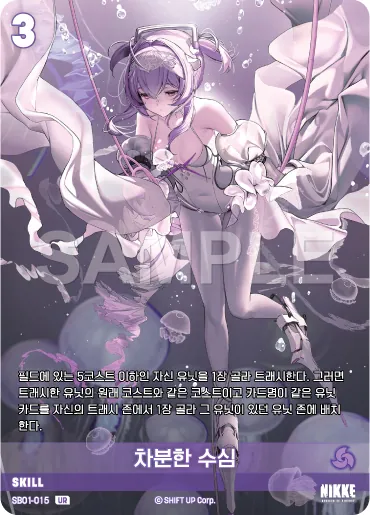 3
SAMPLE
필드에 있는 5코스트 이하인 자신 유닛을 1장 골라 트래시한다. 그러면
트래시한 유닛의 원래 코스트와 같은 코스트이고 카드명이 같은 유닛
카드를 자신의 트래시 존에서 1장 골라 그 유닛이 있던 유닛 존에 배치
한다.
차분한 수심
SKILL
SB01-015 UR
© SHIFT UP Corp.
NIKKE